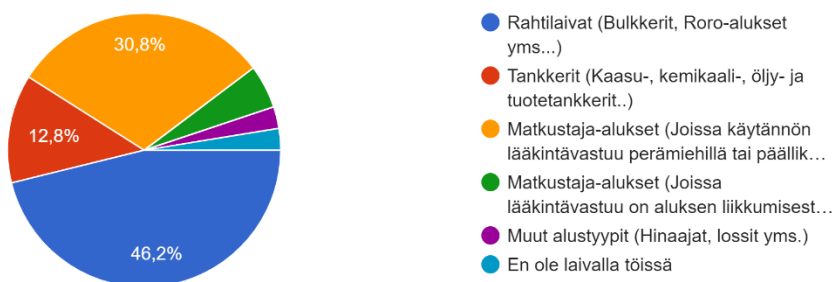 30,8%
12,8%
46,2%
Rahtilaivat (Bulkkerit, Roro-alukset
yms...)
Tankkerit (Kaasu-, kemikaali-, öljy- ja
tuotetankkerit..)
Matkustaja-alukset (Joissa käytännön
lääkintävastuu perämiehillä tai päällik…
Matkustaja-alukset (Joissa
lääkintävastuu on aluksen liikkumisest…
Muut alustyypit (Hinaajat, lossit yms.)
En ole laivalla töissä